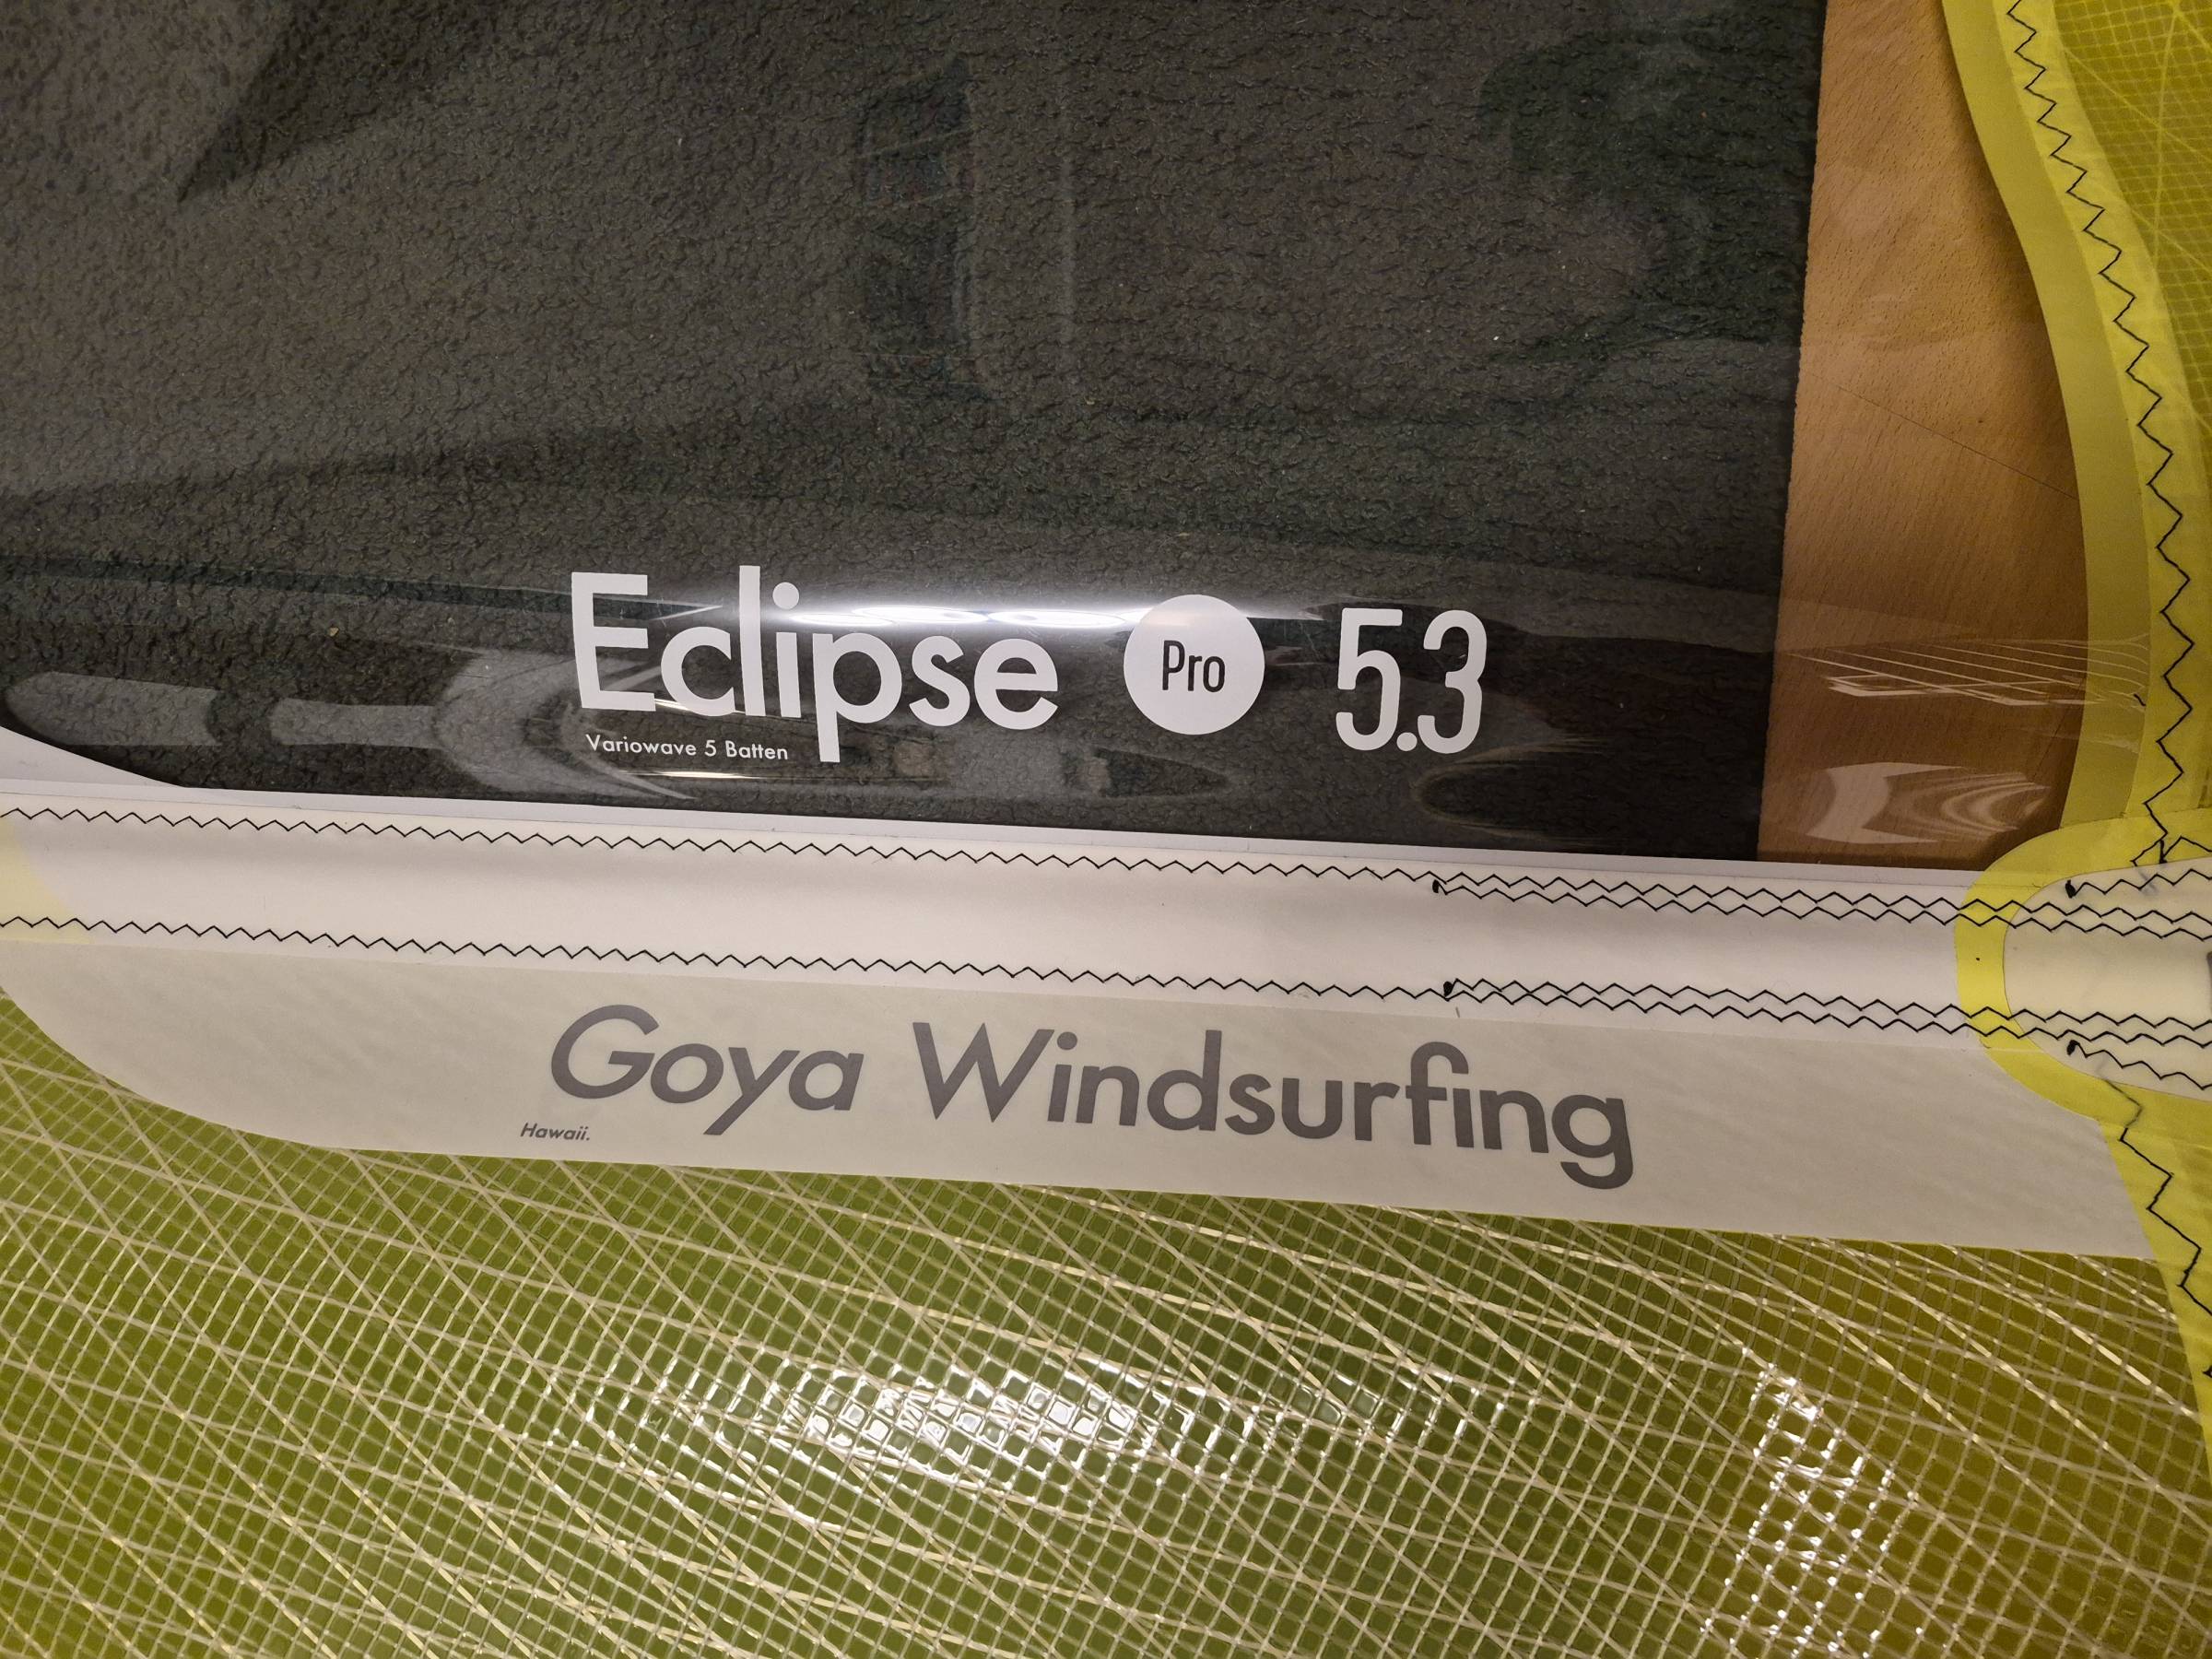 Eclipse Pro 5.3
Variowave 5 Batten
Goya Windsurfing
Hawaii.